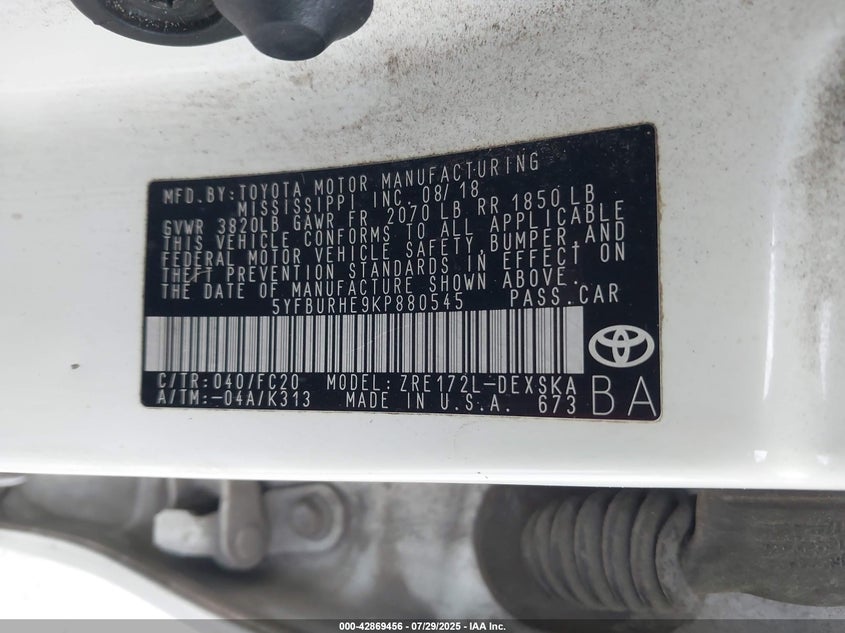 MFD. BY: TOYOTA MOTOR MANUFACTURING
MISSISSIPPI INC. 08/18
GVWR 3820LB GAWR FR 2070 LB RR 1850 LB
THIS VEHICLE CONFORMS TO ALL APPLICABLE
FEDERAL MOTOR VEHICLE SAFETY, BUMPER, AND
THEFT PREVENTION STANDARDS IN EFFECT ON
THE DATE OF MANUFACTURE SHOWN ABOVE.
5YFBURHE9KP880545 PASS. CAR
C/TR: 040/FC20 MODEL: ZRE172L-DEXSKA
A/TM: -04A/K313 MADE IN U.S.A. 673
BA
000-42869456 - 07/29/2025 - IAA Inc.